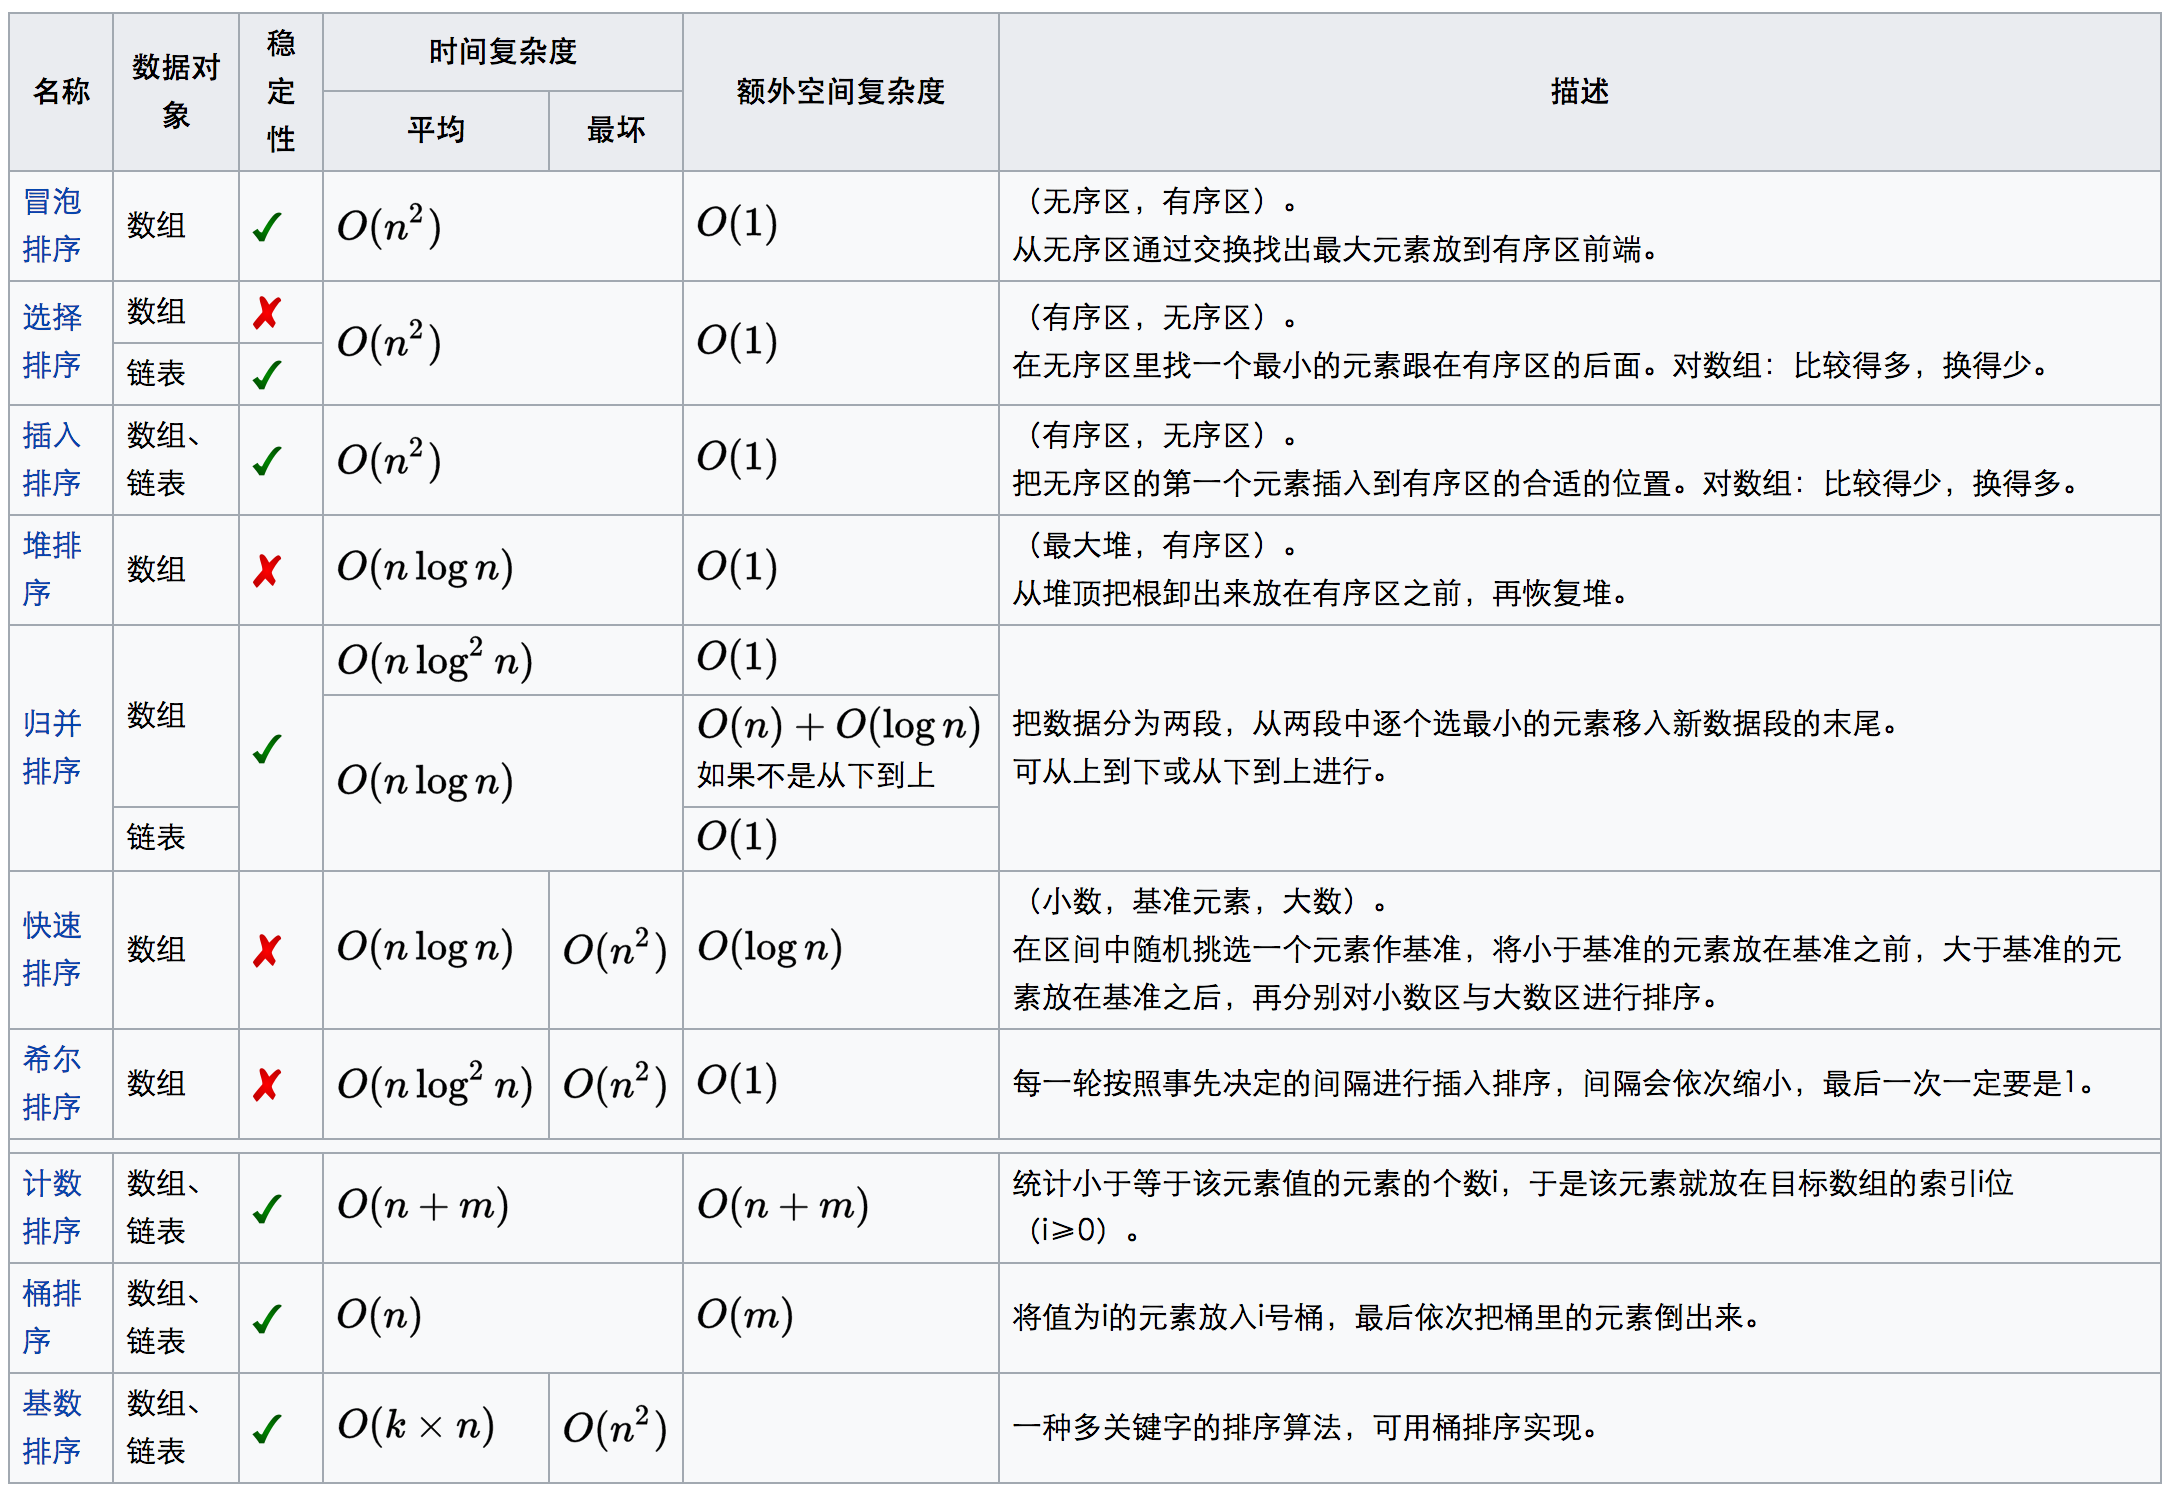 名称
数据对
象
稳
定
性
时间复杂度
平均
最坏
额外空间复杂度
描述
冒泡
排序
数组
✓
O(n²)
O(1)
（无序区，有序区）。
从无序区通过交换找出最大元素放到有序区前端。
选择
排序
数组
✗
链表
✓
O(n²)
O(1)
（有序区，无序区）。
在无序区里找一个最小的元素跟在有序区的后面。对数组：比较得多，换得少。
插入
排序
数组、
链表
✓
O(n²)
O(1)
（有序区，无序区）。
把无序区的第一个元素插入到有序区的合适的位置。对数组：比较得少，换得多。
堆排
序
数组
✗
O(n log n)
O(1)
（最大堆，有序区）。
从堆顶把根卸出来放在有序区之前，再恢复堆。
归并
排序
数组
✓
O(n log² n)
O(1)
O(n log n)
O(n) + O(log n)
如果不是从下到上
链表
O(1)
把数据分为两段，从两段中逐个选最小的元素移入新数据段的末尾。
可从上到下或从下到上进行。
快速
排序
数组
✗
O(n log n)
O(n²)
O(log n)
（小数，基准元素，大数）。
在区间中随机挑选一个元素作基准，将小于基准的元素放在基准之前，大于基准的元
素放在基准之后，再分别对小数区与大数区进行排序。
希尔
排序
数组
✗
O(n log² n)
O(n²)
O(1)
每一轮按照事先决定的间隔进行插入排序，间隔会依次缩小，最后一次一定要是1。
计数
排序
数组、
链表
✓
O(n + m)
O(n + m)
统计小于等于该元素值的元素的个数i，于是该元素就放在目标数组的索引i位
（i≥0）。
桶排
序
数组、
链表
✓
O(n)
O(m)
将值为i的元素放入i号桶，最后依次把桶里的元素倒出来。
基数
排序
数组、
链表
✓
O(k × n)
O(n²)
一种多关键字的排序算法，可用桶排序实现。